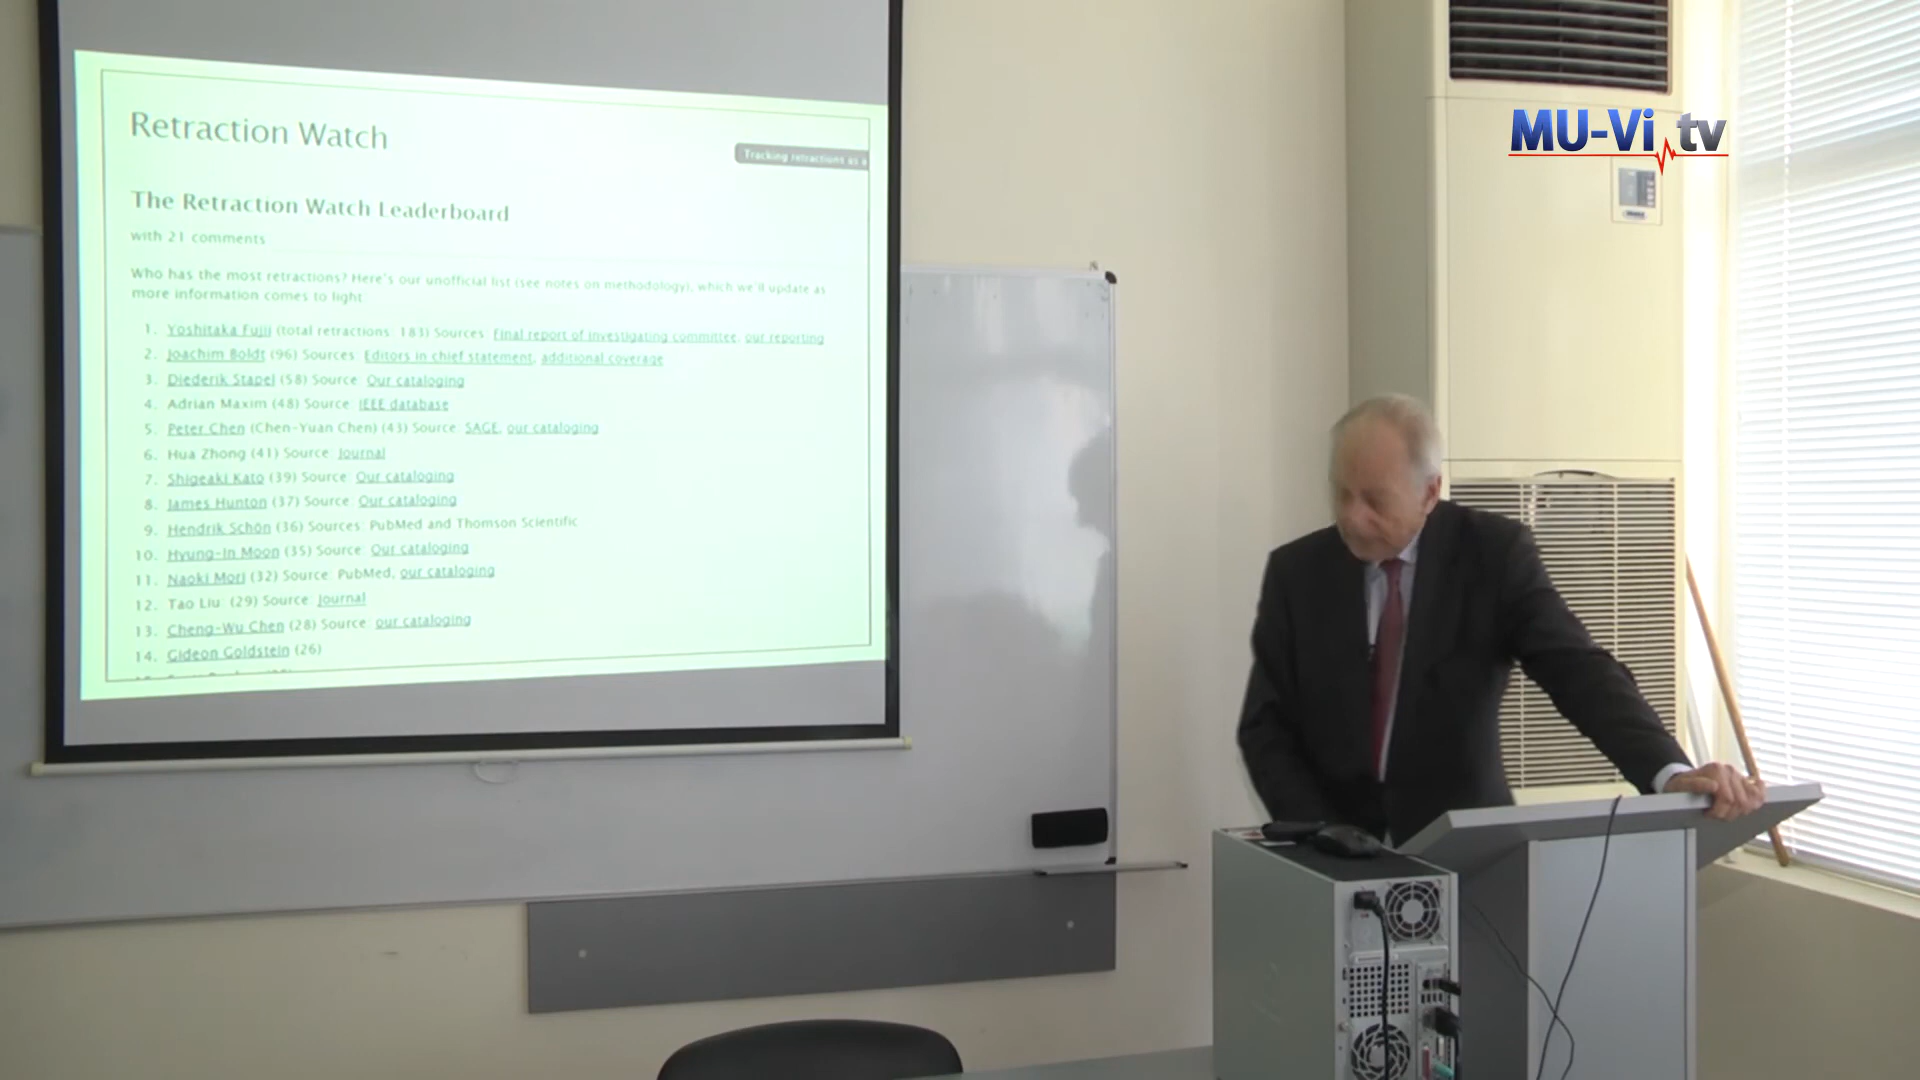 MU-Vi tv
Retraction Watch
Tracking retractions as a
The Retraction Watch Leaderboard
with 21 comments
Who has the most retractions? Here's our unofficial list (see notes on methodology), which we'll update as
more information comes to light
1. Yoshitaka Fujii (total retractions: 183) Sources: Final report of investigating committee, our reporting
2. Joachim Boldt (96) Sources: Editors in chief statement, additional coverage
3. Diederik Stapel (58) Source: Our cataloging
4. Adrian Maxim (48) Source: IEEE database
5. Peter Chen (Chen-Yuan Chen) (43) Source: SAGE, our cataloging
6. Hua Zhong (41) Source: Journal
7. Shigeaki Kato (39) Source: Our cataloging
8. James Hunton (37) Source: Our cataloging
9. Hendrik Schön (36) Sources: PubMed and Thomson Scientific
10. Hyung-In Moon (35) Source: Our cataloging
11. Naoki Mori (32) Source: PubMed, our cataloging
12. Tao Liu (29) Source: Journal
13. Cheng-Wu Chen (28) Source: our cataloging
14. Gideon Goldstein (26)